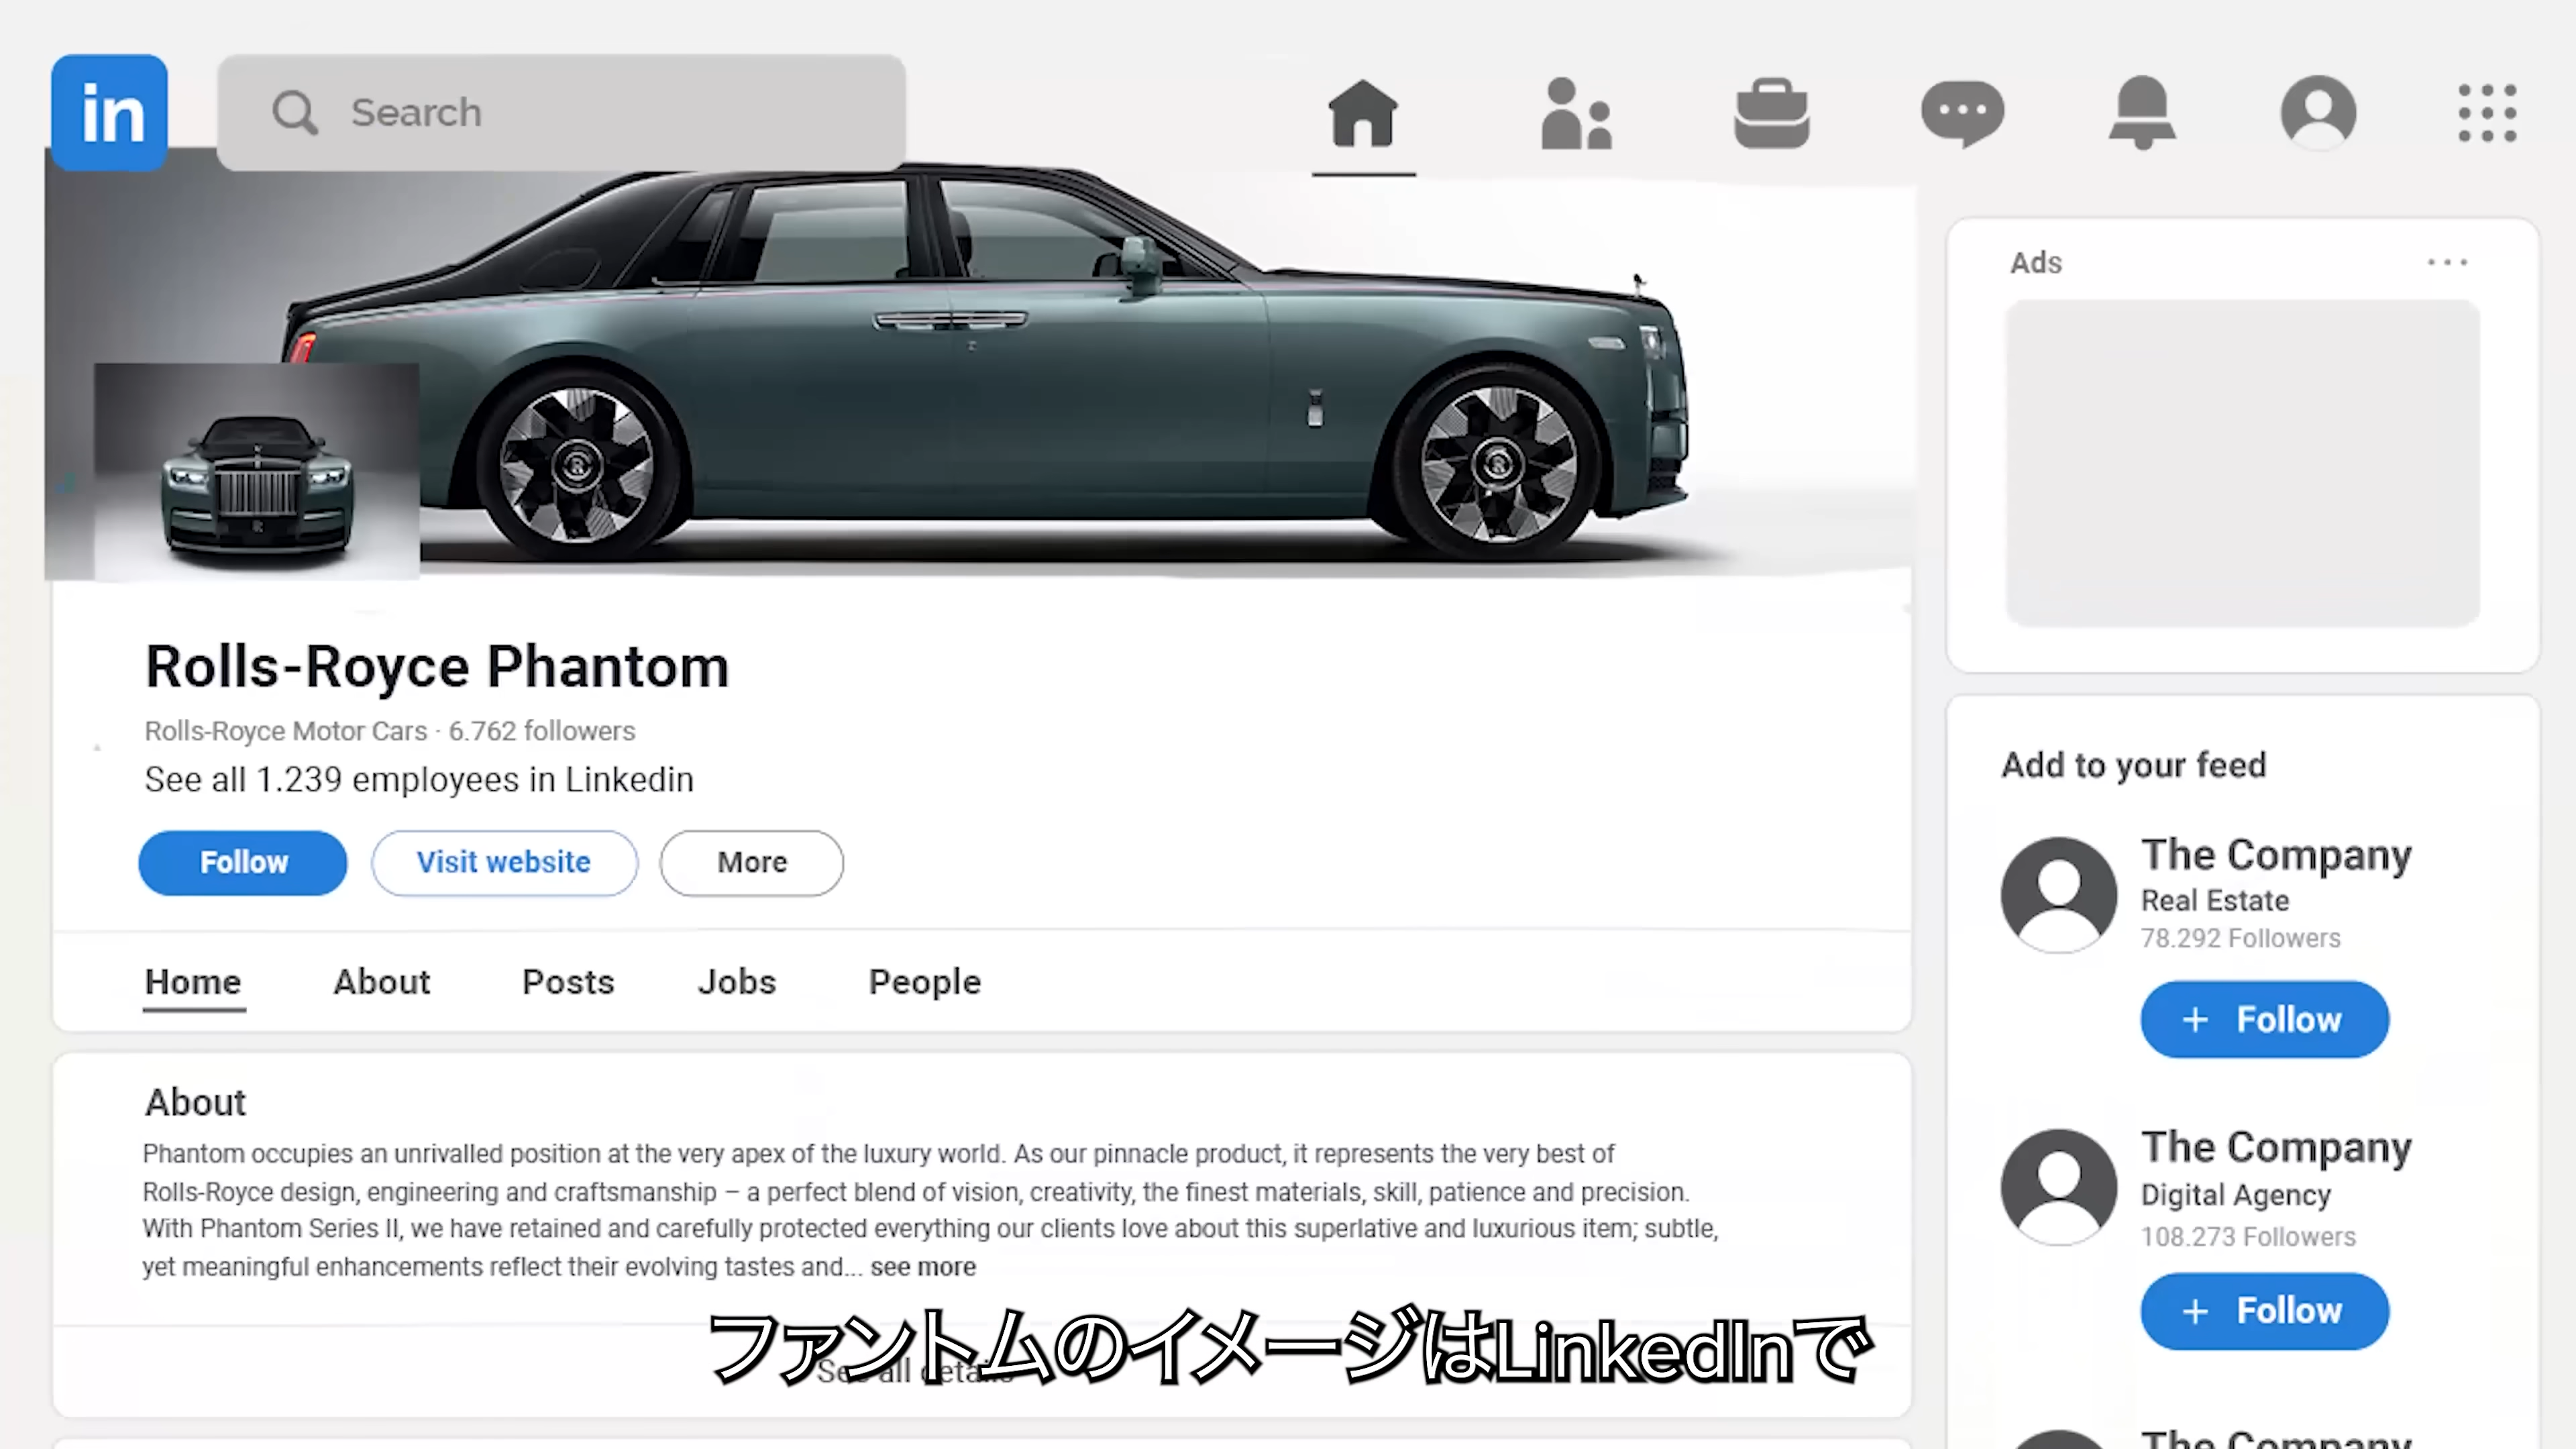 in
Search
Rolls-Royce Phantom
Rolls-Royce Motor Cars · 6.762 followers
See all 1.239 employees in Linkedin
Follow
Visit website
More
Home
About
Posts
Jobs
People
About
Phantom occupies an unrivalled position at the very apex of the luxury world. As our pinnacle product, it represents the very best of
Rolls-Royce design, engineering and craftsmanship – a perfect blend of vision, creativity, the finest materials, skill, patience and precision.
With Phantom Series II, we have retained and carefully protected everything our clients love about this superlative and luxurious item; subtle,
yet meaningful enhancements reflect their evolving tastes and... see more
See all details
ファントムのイメージはLinkedInで
Ads
Add to your feed
The Company
Real Estate
78.292 Followers
+ Follow
The Company
Digital Agency
108.273 Followers
+ Follow
The Company